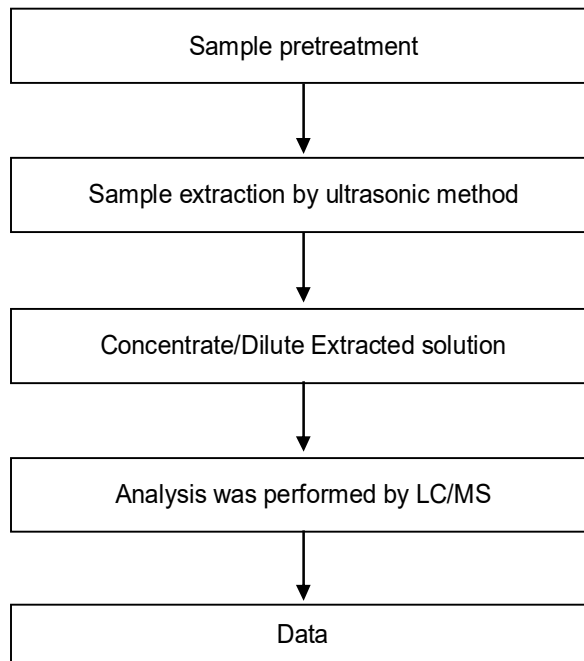 Sample pretreatment
Sample extraction by ultrasonic method
Concentrate/Dilute Extracted solution
Analysis was performed by LC/MS
Data